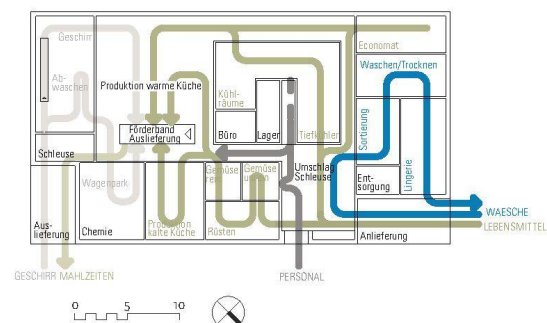 Geschirr
Economat
Ab-
waschen
Produktion warme Küche
Waschen/Trocknen
Kühl-
räume
Förderband
Auslieferung
Büro
Lager
Tiefkühler
Sortierung
Lingerie
Schleuse
Wagenpark
Gemüse
rein
Gemüse
unrein
Umschlag
Schleuse
Ent-
sorgung
Aus-
lieferung
Chemie
Produktion
kalte Küche
Rüsten
Anlieferung
WAESCHE
LEBENSMITTEL
GESCHIRR MAHLZEITEN
PERSONAL
0 5 10